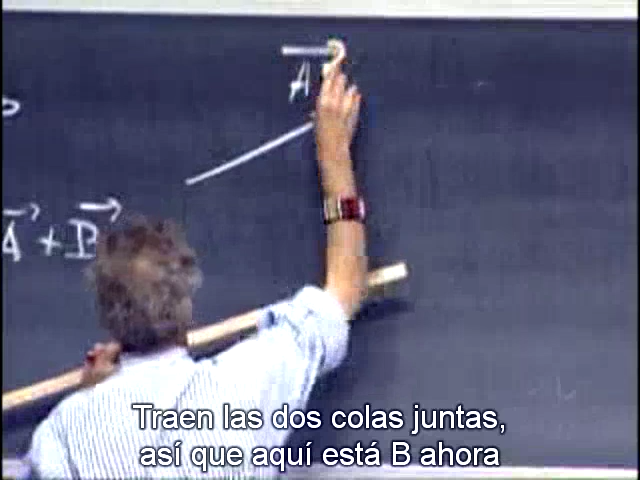 A
A + B
Traen las dos colas juntas,
así que aquí está B ahora